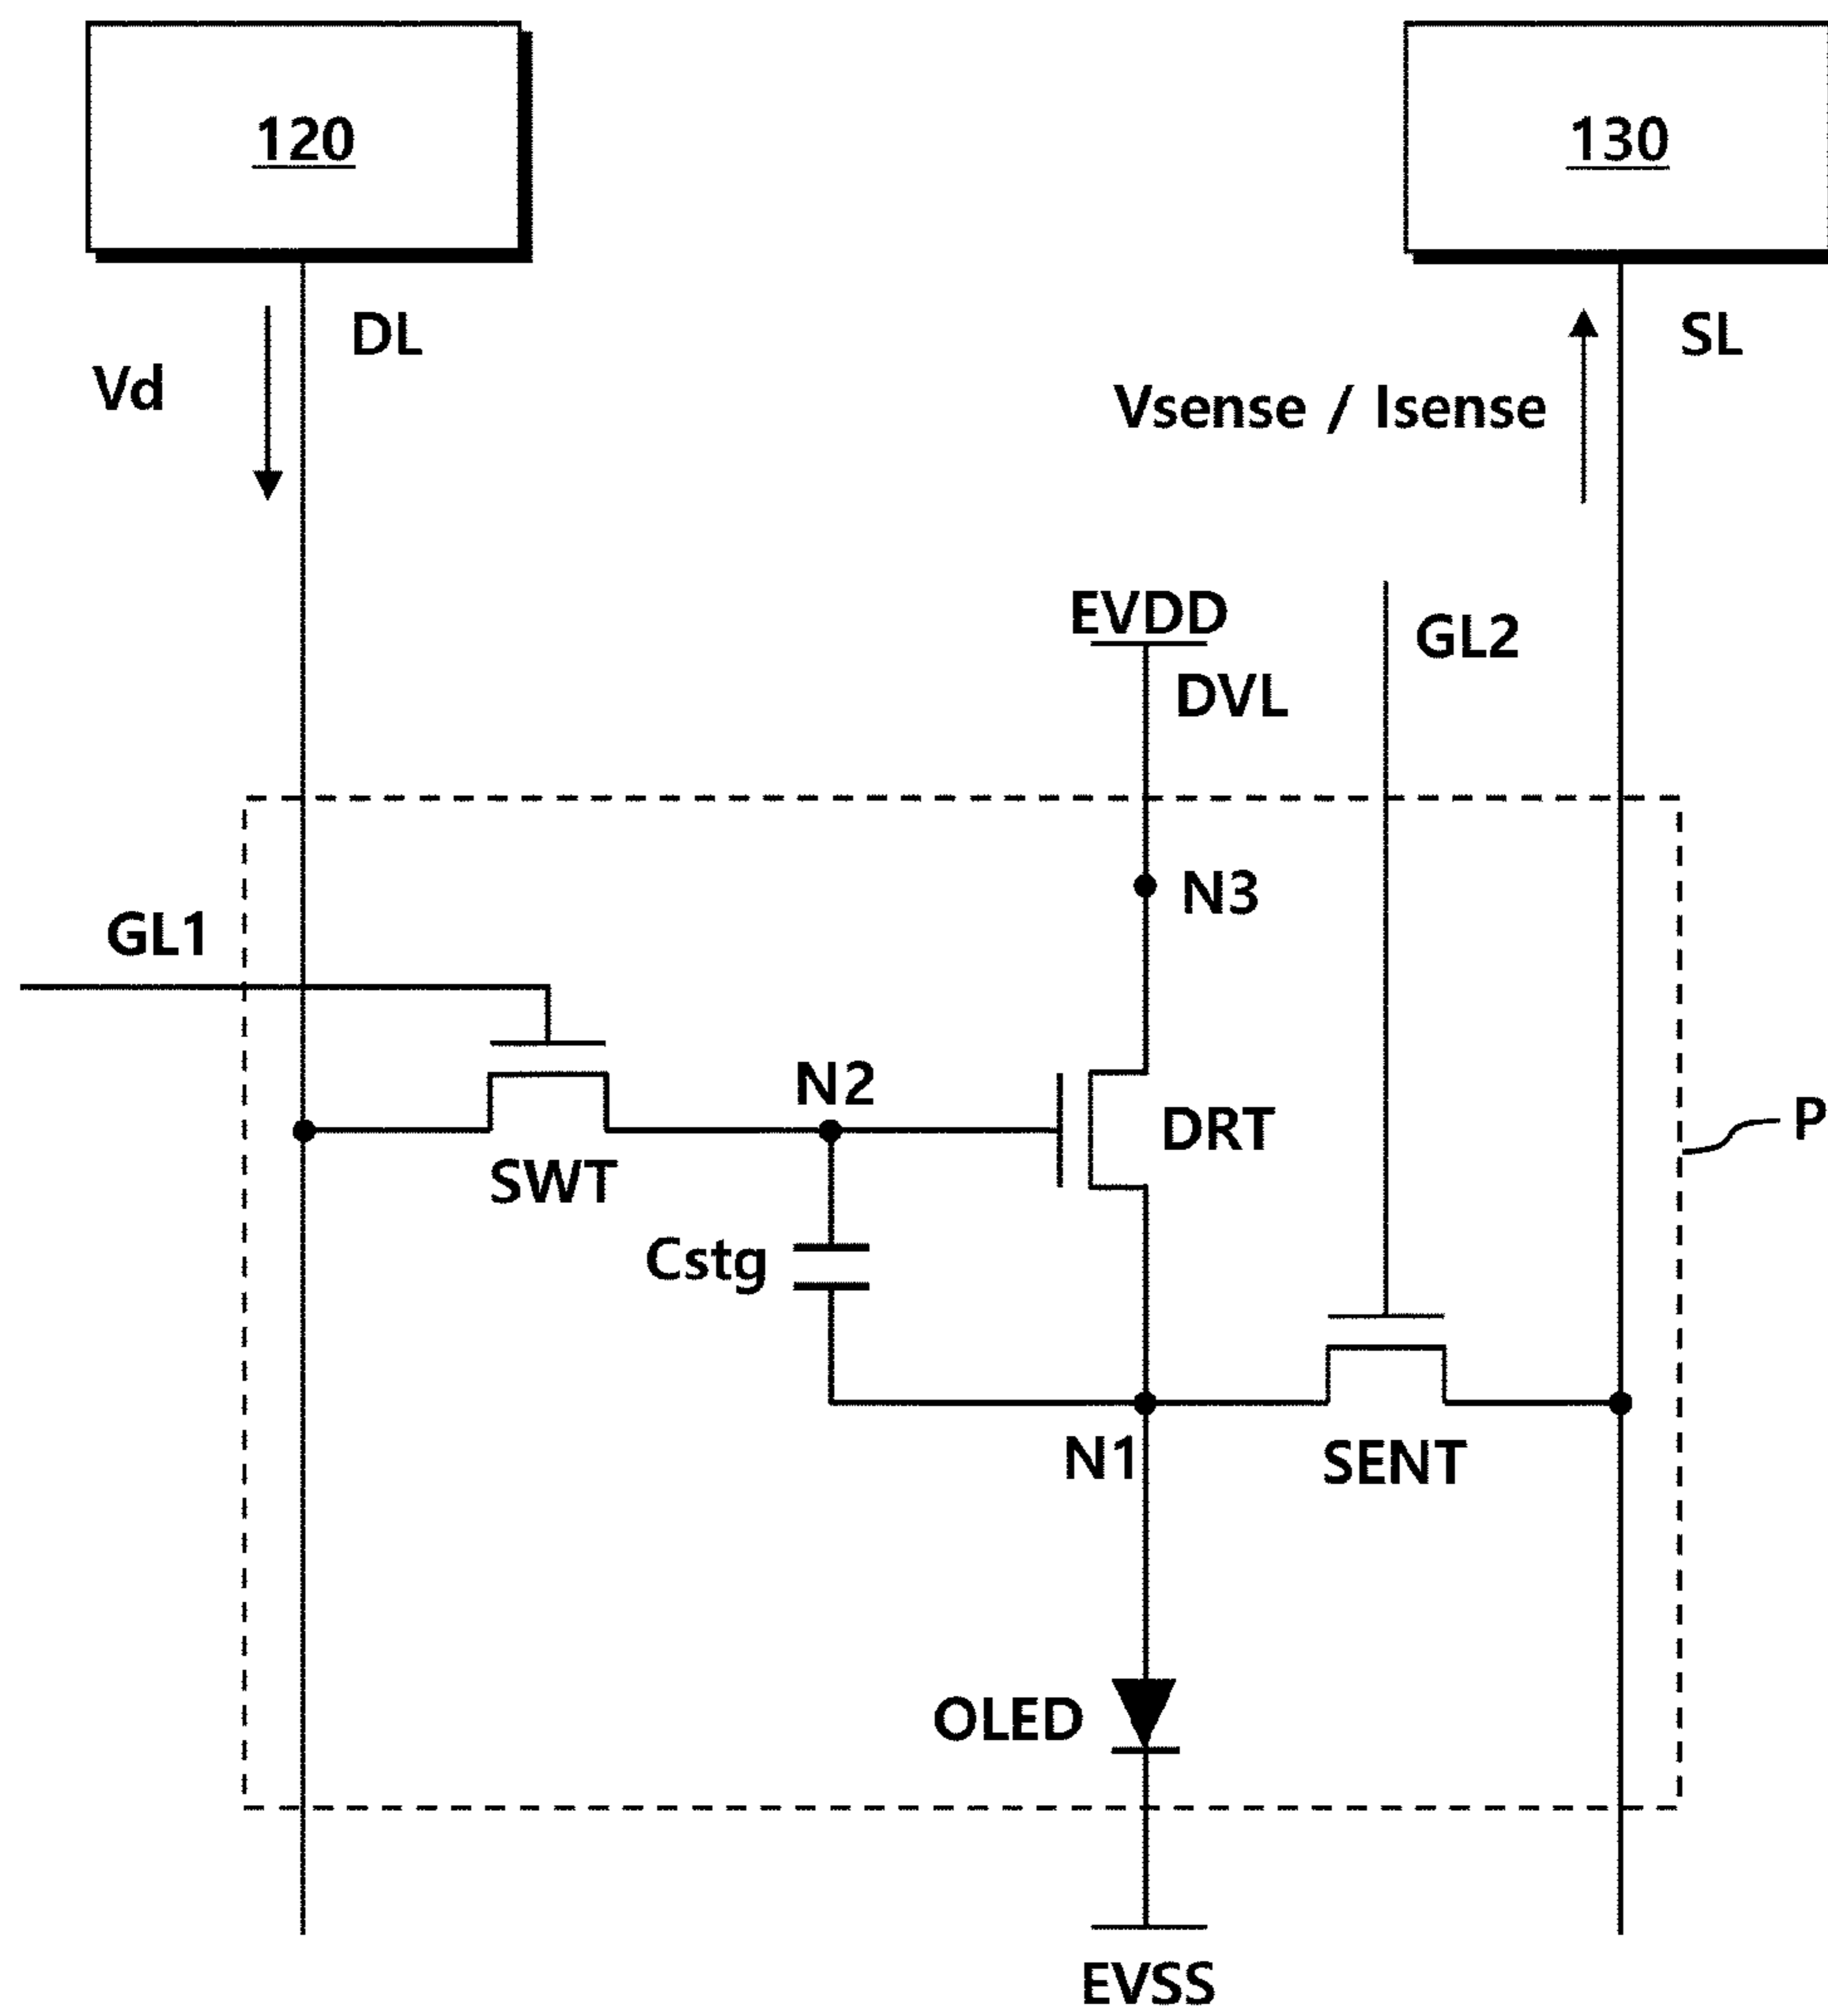 120
130
DL
SL
Vd
Vsense / Isense
EVDD
GL2
DVL
N3
GL1
N2
DRT
P
SWT
Cstg
N1
SENT
OLED
EVSS